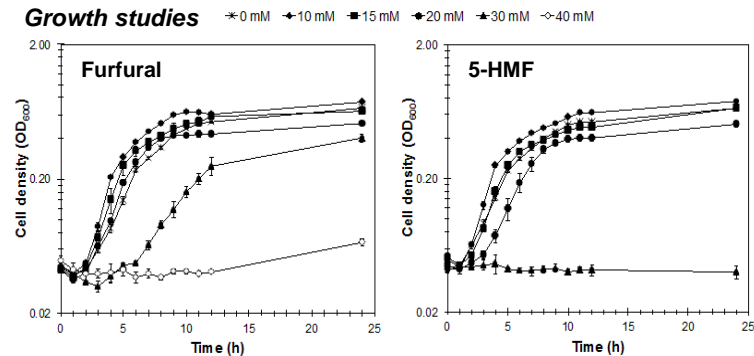 Growth studies
0 mM 10 mM 15 mM 20 mM 30 mM 40 mM
Furfural
5-HMF
Cell density (OD600)
2.00
0.20
0.02
0 5 10 15 20 25
Time (h)
Cell density (OD600)
2.00
0.20
0.02
0 5 10 15 20 25
Time (h)